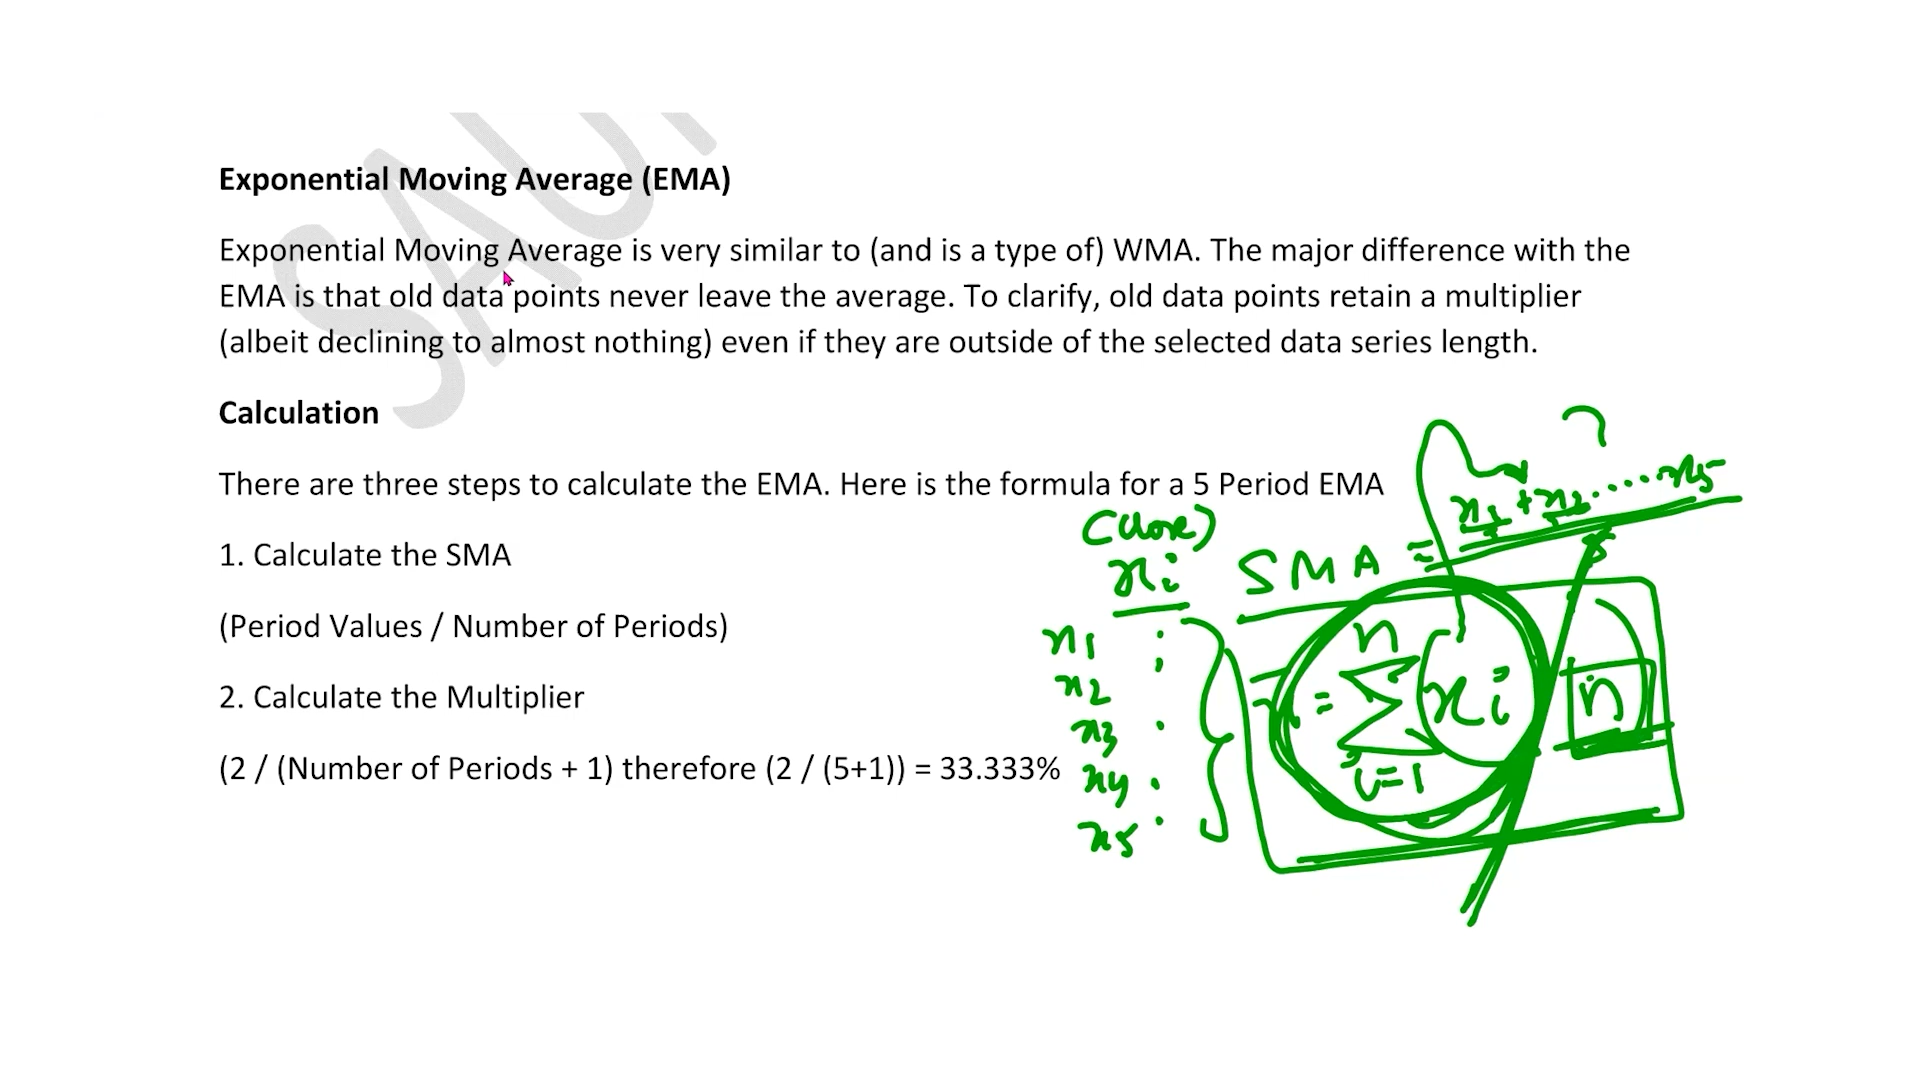 Exponential Moving Average (EMA)
Exponential Moving Average is very similar to (and is a type of) WMA. The major difference with the
EMA is that old data points never leave the average. To clarify, old data points retain a multiplier
(albeit declining to almost nothing) even if they are outside of the selected data series length.
Calculation
There are three steps to calculate the EMA. Here is the formula for a 5 Period EMA
1. Calculate the SMA
(Period Values / Number of Periods)
2. Calculate the Multiplier
(2 / (Number of Periods + 1) therefore (2 / (5+1)) = 33.333%
?
x1 + x2 ...... x5
(close)
xi
SMA =
x1
x2
x3
x4
x5
n
= Σ xi / n
i=1